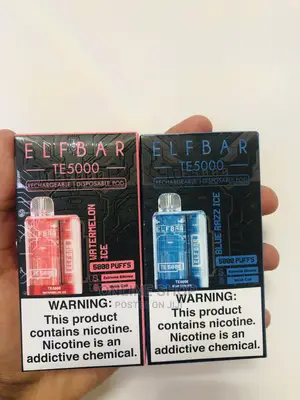 ELFBAR
TE5000
RECHARGEABLE | DISPOSABLE POD
WATERMELON
ICE
5000 PUFFS
TE5000
WARNING:
This product
contains nicotine.
Nicotine is an
addictive chemical.
ELFBAR
TE5000
RECHARGEABLE | DISPOSABLE POD
BLUE RAZZ ICE
5000 PUFFS
TE5000
WARNING:
This product
contains nicotine.
Nicotine is an
addictive chemical.